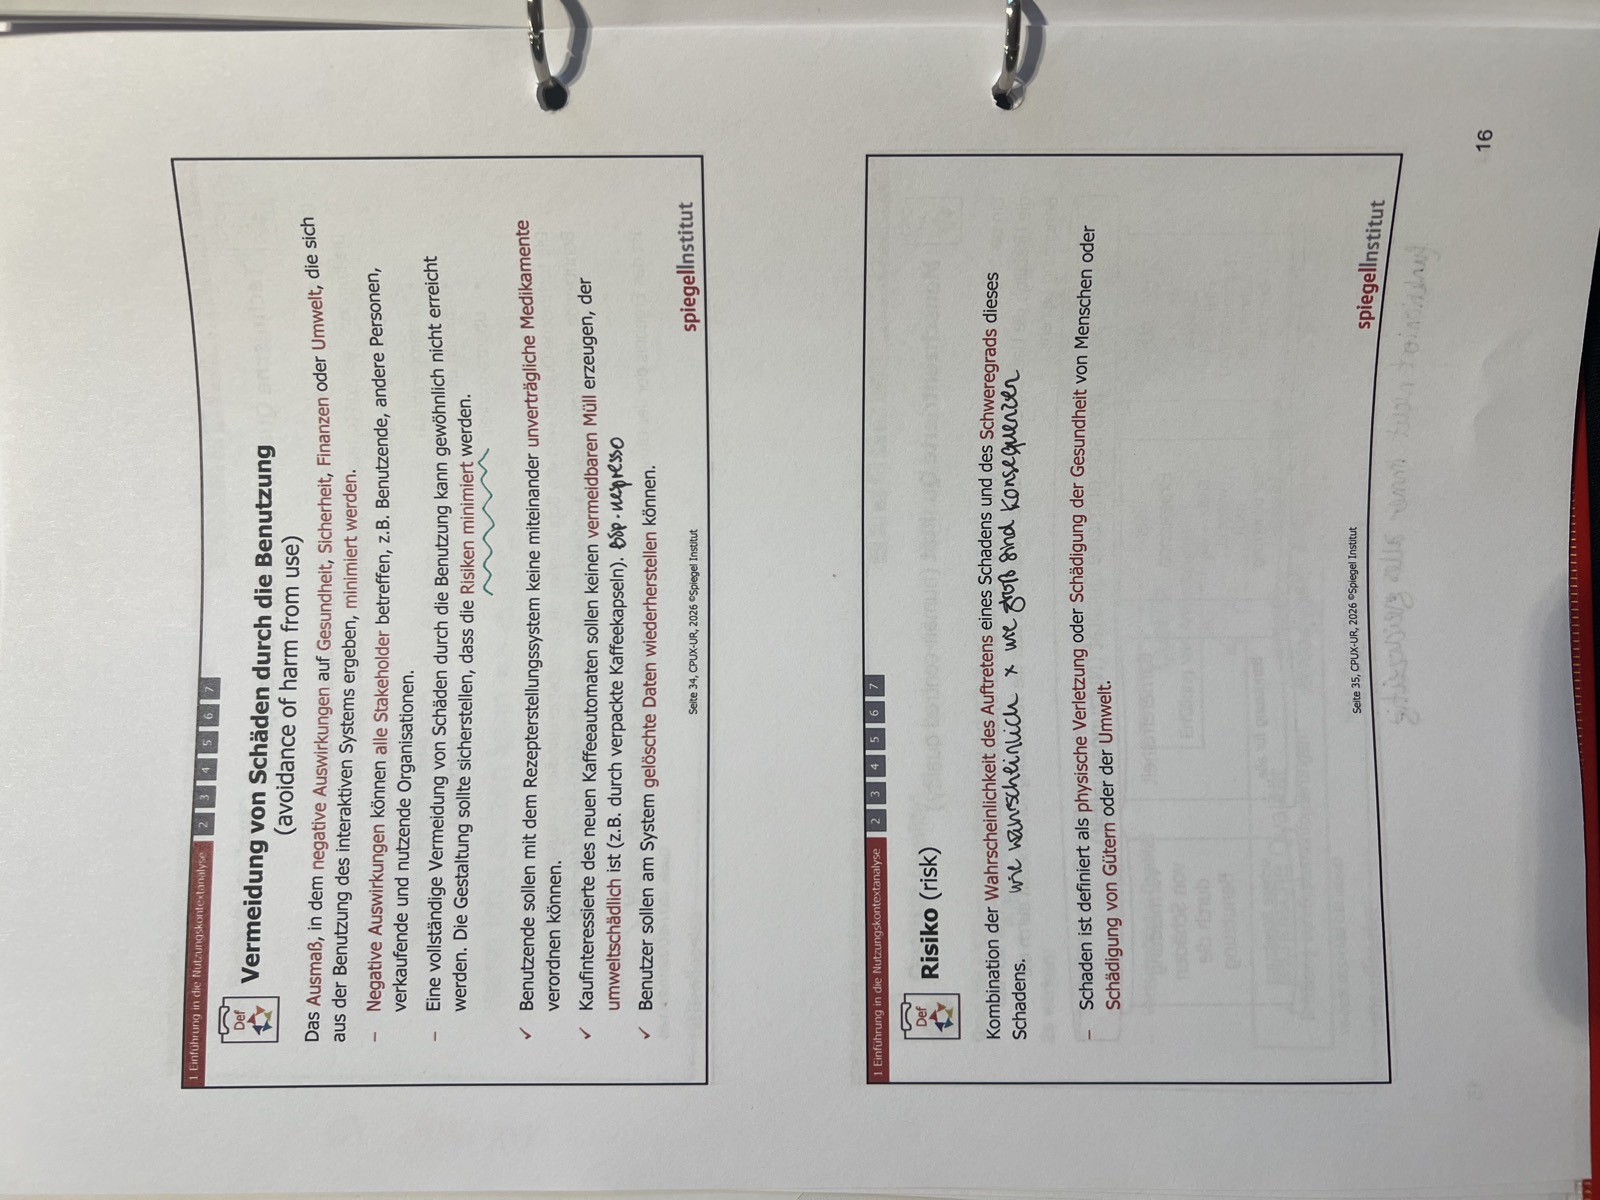 1 Einführung in die Nutzungskontextanalyse 2 3 4 5 6 7
Def
Vermeidung von Schäden durch die Benutzung
(avoidance of harm from use)
Das Ausmaß, in dem negative Auswirkungen auf Gesundheit, Sicherheit, Finanzen oder Umwelt, die sich
aus der Benutzung des interaktiven Systems ergeben, minimiert werden.
– Negative Auswirkungen können alle Stakeholder betreffen, z.B. Benutzende, andere Personen,
verkaufende und nutzende Organisationen.
– Eine vollständige Vermeidung von Schäden durch die Benutzung kann gewöhnlich nicht erreicht
werden. Die Gestaltung sollte sicherstellen, dass die Risiken minimiert werden.
✓ Benutzende sollen mit dem Rezepterstellungssystem keine miteinander unverträgliche Medikamente
verordnen können.
✓ Kaufinteressierte des neuen Kaffeeautomaten sollen keinen vermeidbaren Müll erzeugen, der
umweltschädlich ist (z.B. durch verpackte Kaffeekapseln). Bsp. nespresso
✓ Benutzer sollen am System gelöschte Daten wiederherstellen können.
Seite 34, CPUX-UR, 2026 ©Spiegel Institut
spiegelInstitut
1 Einführung in die Nutzungskontextanalyse 2 3 4 5 6 7
Def
Risiko (risk)
Kombination der Wahrscheinlichkeit des Auftretens eines Schadens und des Schweregrads dieses
Schadens. wie wahrscheinlich x wie groß sind Konsequenzen
– Schaden ist definiert als physische Verletzung oder Schädigung der Gesundheit von Menschen oder
Schädigung von Gütern oder der Umwelt.
Seite 35, CPUX-UR, 2026 ©Spiegel Institut
spiegelInstitut
16